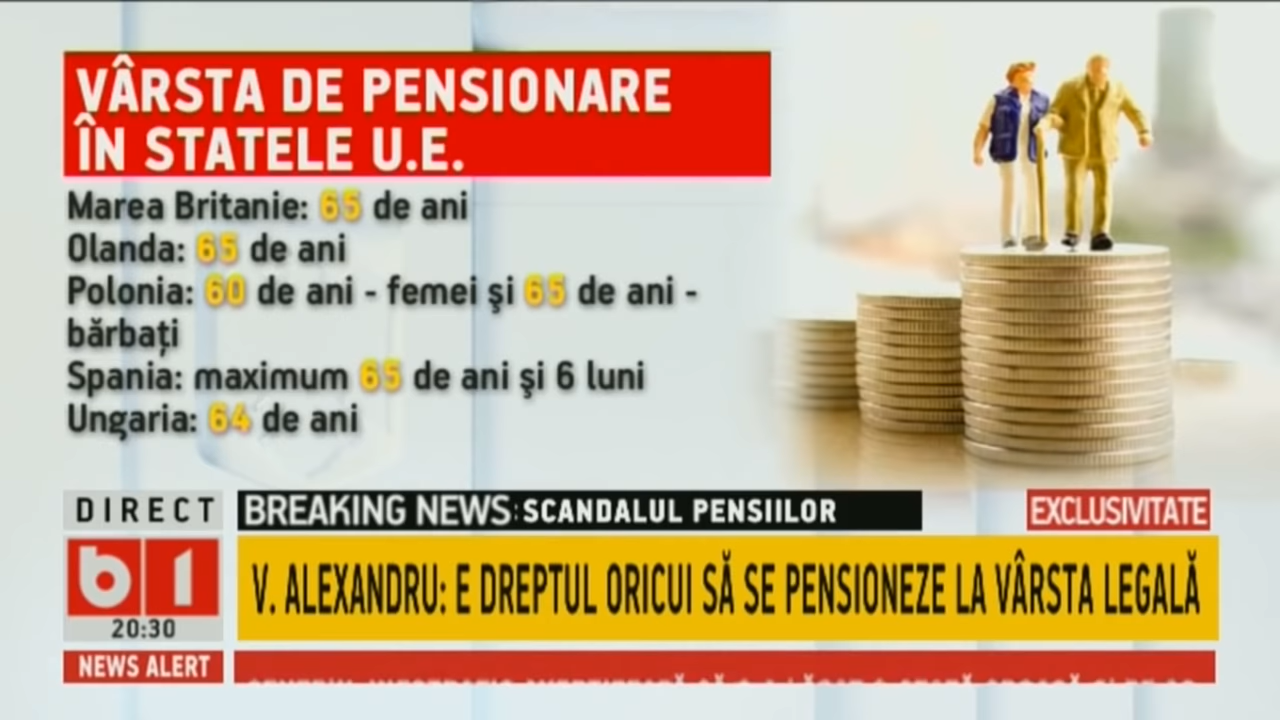 VÂRSTA DE PENSIONARE
ÎN STATELE U.E.
Marea Britanie: 65 de ani
Olanda: 65 de ani
Polonia: 60 de ani - femei şi 65 de ani -
bărbaţi
Spania: maximum 65 de ani şi 6 luni
Ungaria: 64 de ani
DIRECT
BREAKING NEWS: SCANDALUL PENSIILOR
EXCLUSIVITATE
b1
V. ALEXANDRU: E DREPTUL ORICUI SĂ SE PENSIONEZE LA VÂRSTA LEGALĂ
20:30
NEWS ALERT